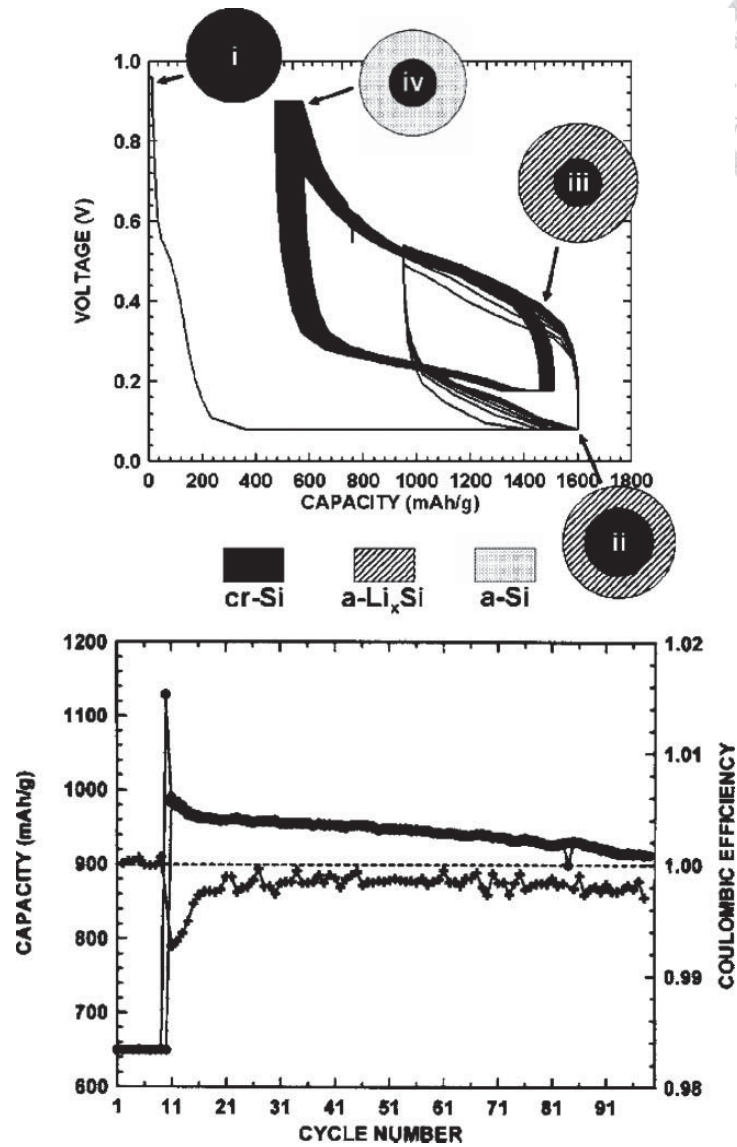 i
iv
iii
ii
1.0
0.8
0.6
0.4
0.2
0.0
VOLTAGE (V)
0 200 400 600 800 1000 1200 1400 1600 1800
CAPACITY (mAh/g)
cr-Si a-LiₓSi a-Si
1200
1100
1000
900
800
700
600
CAPACITY (mAh/g)
1.02
1.01
1.00
0.99
0.98
COULOMBIC EFFICIENCY
1 11 21 31 41 51 61 71 81 91
CYCLE NUMBER